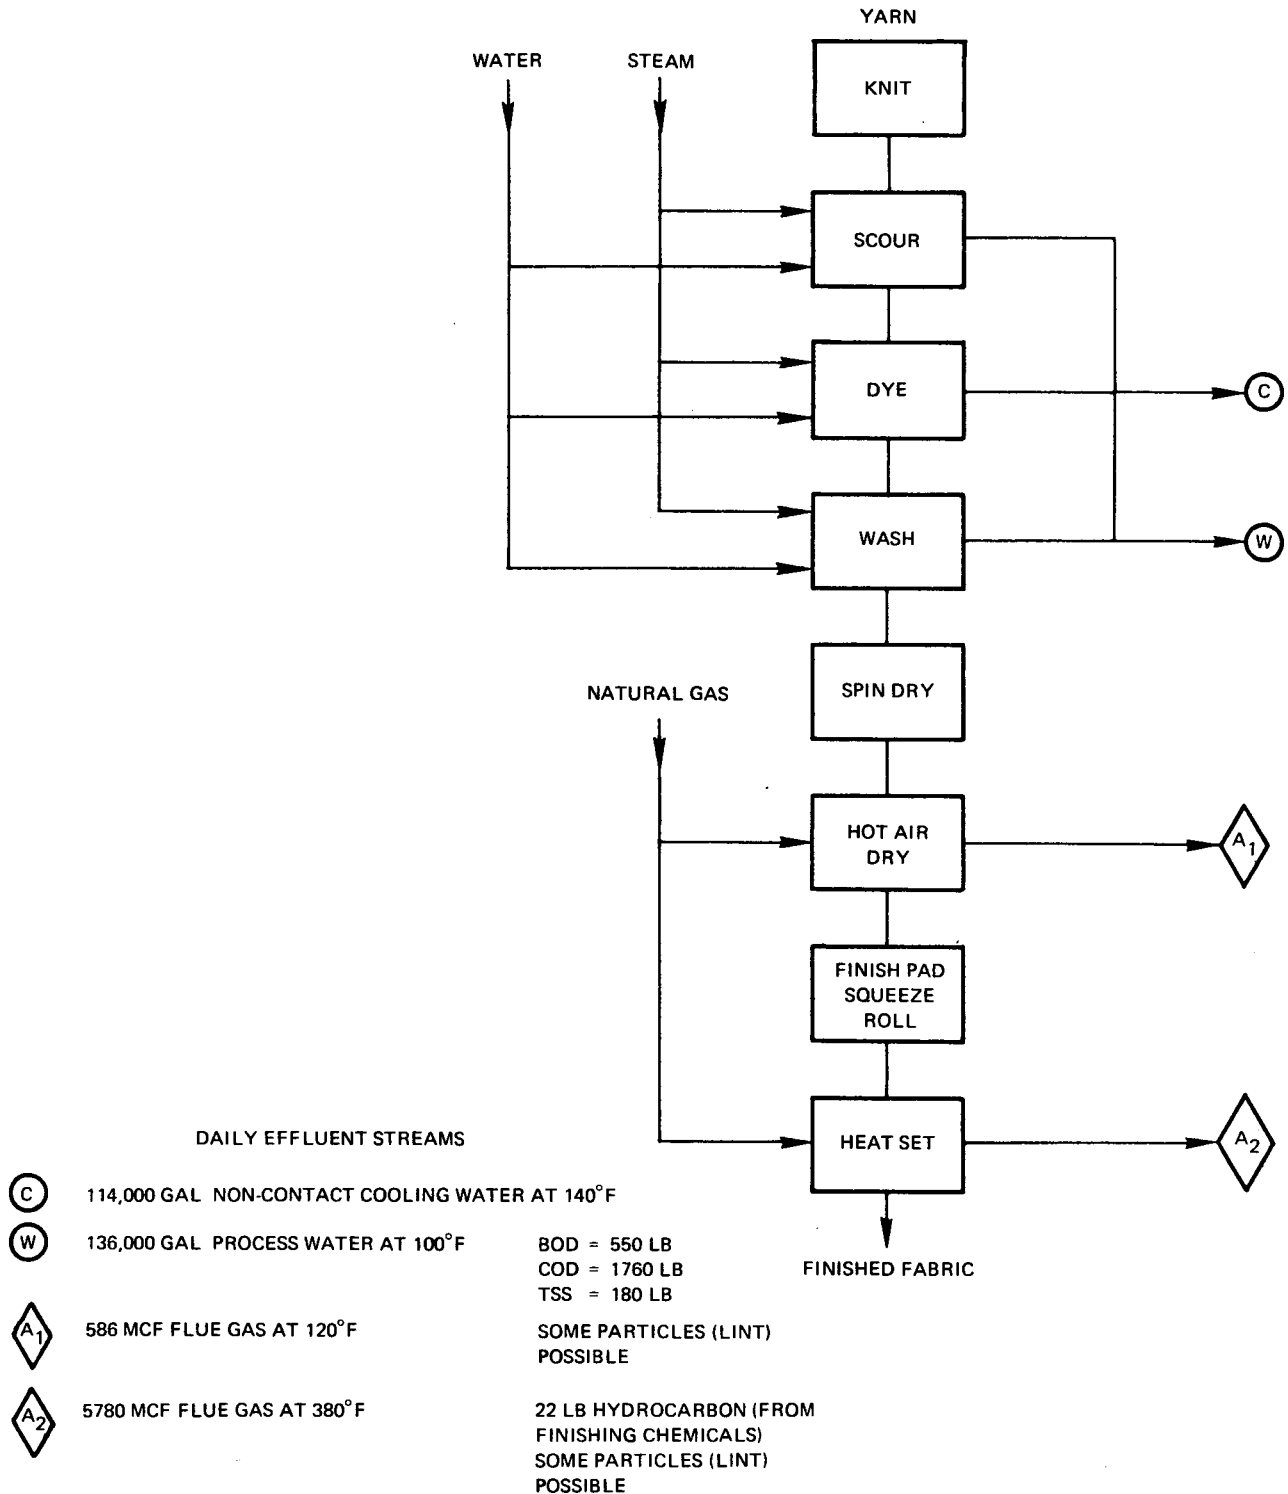 YARN
WATER
STEAM
KNIT
SCOUR
DYE
C
WASH
W
SPIN DRY
NATURAL GAS
HOT AIR
DRY
A1
FINISH PAD
SQUEEZE
ROLL
HEAT SET
A2
FINISHED FABRIC
DAILY EFFLUENT STREAMS
C 114,000 GAL NON-CONTACT COOLING WATER AT 140°F
W 136,000 GAL PROCESS WATER AT 100°F
BOD = 550 LB
COD = 1760 LB
TSS = 180 LB
A1 586 MCF FLUE GAS AT 120°F
SOME PARTICLES (LINT)
POSSIBLE
A2 5780 MCF FLUE GAS AT 380°F
22 LB HYDROCARBON (FROM
FINISHING CHEMICALS)
SOME PARTICLES (LINT)
POSSIBLE